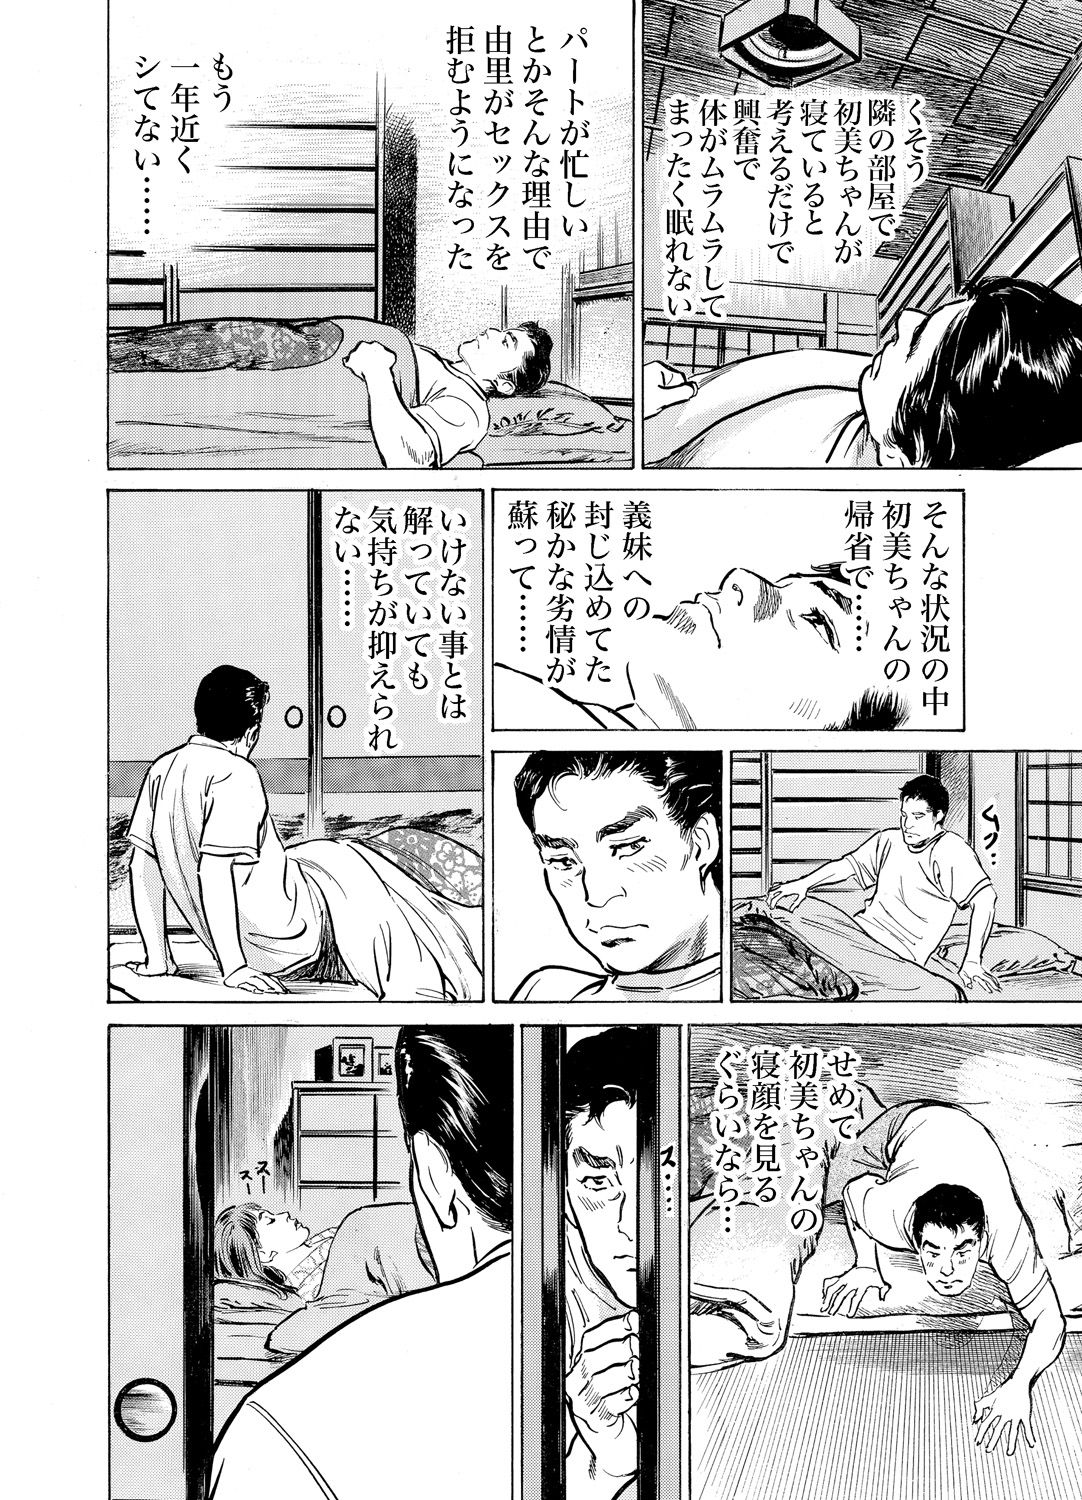 くそう
隣の部屋で
初美ちゃんが
寝ていると
考えるだけで
興奮で
体がムラムラして
まったく眠れない
パートが忙しい
とかそんな理由で
由里がセックスを
拒むようになった
もう
一年近く
シてない……
そんな状況の中
初美ちゃんの
帰省で……
義妹への
封じ込めてた
秘かな劣情が
蘇って……
いけない事とは
解っていても
気持ちが抑えられ
ない……
せめて
初美ちゃんの
寝顔を見る
ぐらいなら…
ス……
スー
スー